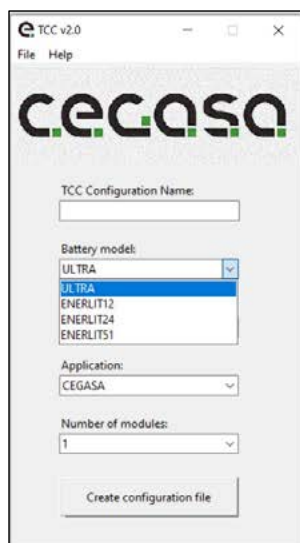 TCC v2.0
File Help
cegasa
TCC Configuration Name:
Battery model:
ULTRA
ULTRA
ENERLIT12
ENERLIT24
ENERLIT51
Application:
CEGASA
Number of modules:
1
Create configuration file